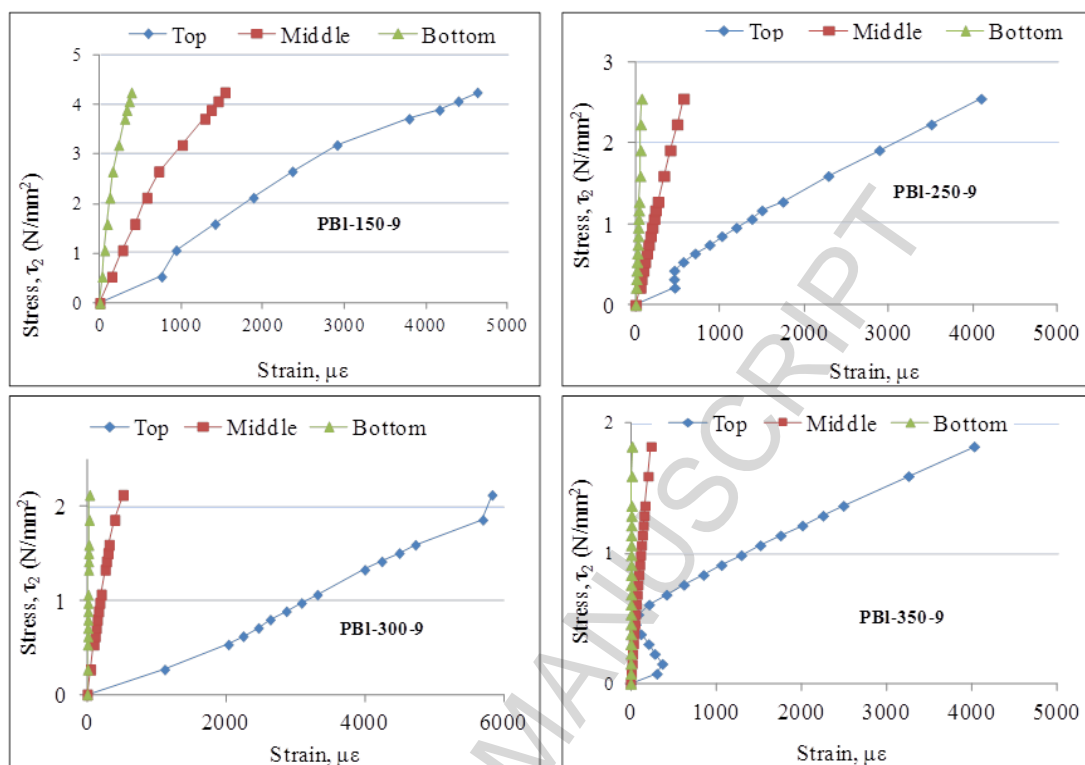 Top Middle Bottom
5
4
3
2
1
0
0 1000 2000 3000 4000 5000
Stress, τ2 (N/mm2)
Strain, µε
PBl-150-9
Top Middle Bottom
3
2
1
0
0 1000 2000 3000 4000 5000
Stress, τ2 (N/mm2)
Strain, µε
PBl-250-9
Top Middle Bottom
2
1
0
0 2000 4000 6000
Stress, τ2 (N/mm2)
Strain, µε
PBl-300-9
Top Middle Bottom
2
1
0
0 1000 2000 3000 4000 5000
Stress, τ2 (N/mm2)
Strain, µε
PBl-350-9
MANUSCRIPT